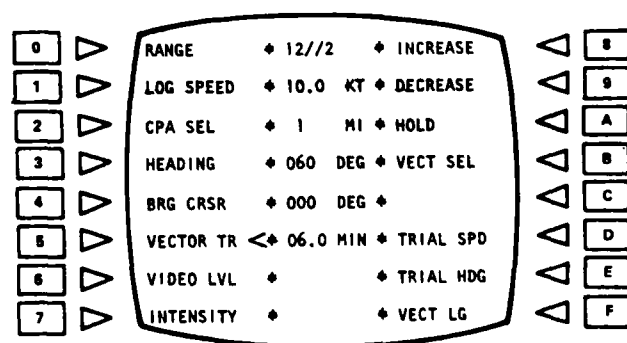 0 RANGE * 12//2 * INCREASE 8
1 LOG SPEED * 10.0 KT * DECREASE 9
2 CPA SEL * 1 MI * HOLD A
3 HEADING * 060 DEG * VECT SEL B
4 BRG CRSR * 000 DEG * C
5 VECTOR TR <* 06.0 MIN * TRIAL SPD D
6 VIDEO LVL * * TRIAL HDG E
7 INTENSITY * * VECT LG F